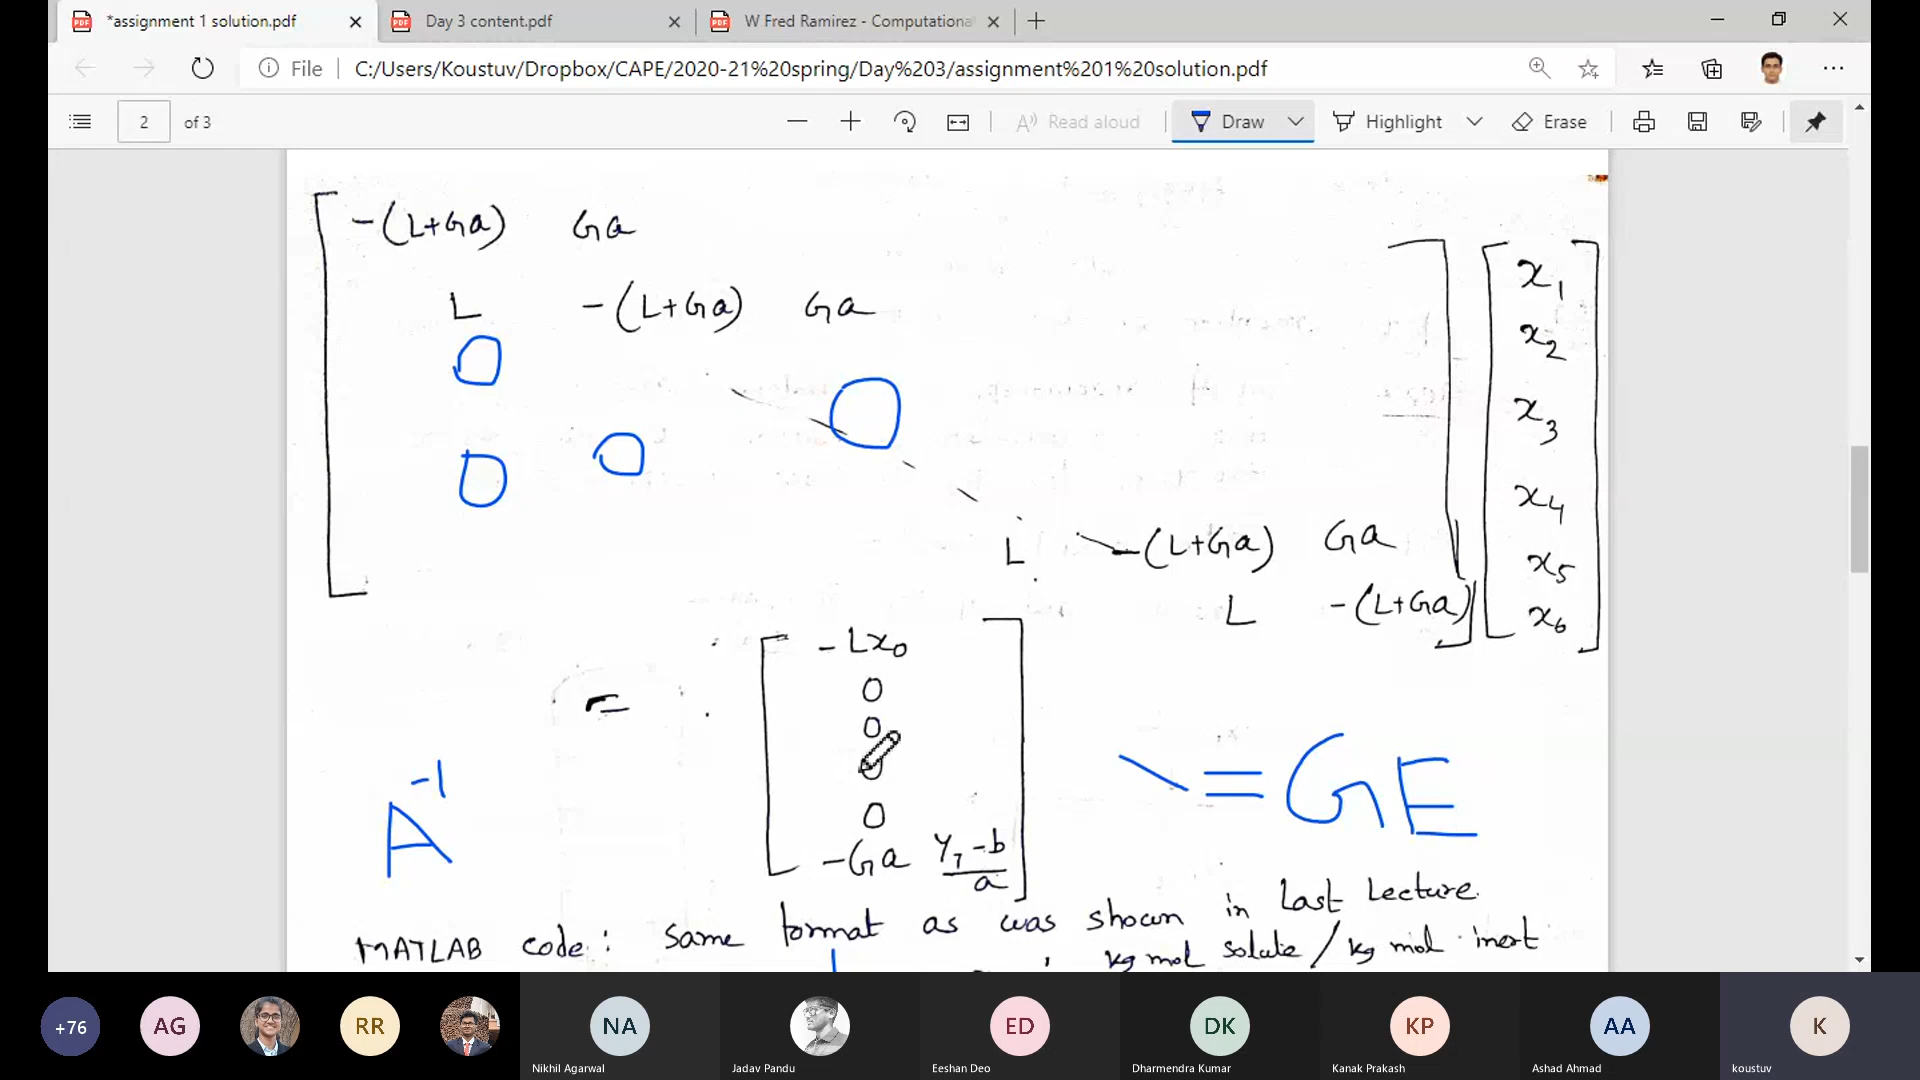 *assignment 1 solution.pdf
Day 3 content.pdf
W Fred Ramirez - Computationa
File
C:/Users/Koustuv/Dropbox/CAPE/2020-21%20spring/Day%203/assignment%201%20solution.pdf
2 of 3
Read aloud
Draw
Highlight
Erase
-(L+Ga) Ga
L -(L+Ga) Ga
0
0
0 0
L -(L+Ga) Ga
L -(L+Ga)
x1
x2
x3
x4
x5
x6
=
-Lx0
0
0
0
0
-Ga Y7-b
a
A-1
\ = GE
MATLAB code: Same format as was shown in Last Lecture.
kg mol solute / kg mol inert
+76
AG
RR
NA
ED
DK
KP
AA
K
Nikhil Agarwal
Jadav Pandu
Eeshan Deo
Dharmendra Kumar
Kanak Prakash
Ashad Ahmad
koustuv